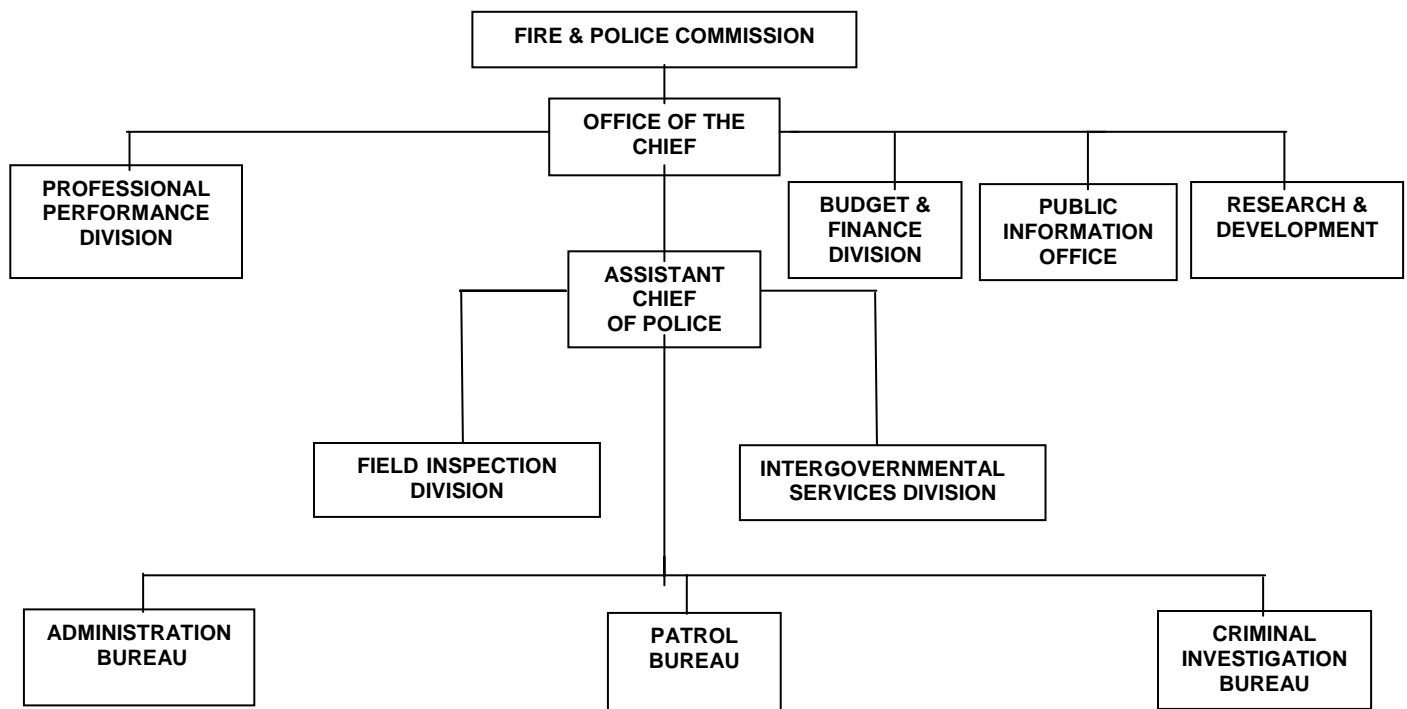 FIRE & POLICE COMMISSION
OFFICE OF THE
CHIEF
PROFESSIONAL
PERFORMANCE
DIVISION
BUDGET &
FINANCE
DIVISION
PUBLIC
INFORMATION
OFFICE
RESEARCH &
DEVELOPMENT
ASSISTANT
CHIEF
OF POLICE
FIELD INSPECTION
DIVISION
INTERGOVERNMENTAL
SERVICES DIVISION
ADMINISTRATION
BUREAU
PATROL
BUREAU
CRIMINAL
INVESTIGATION
BUREAU